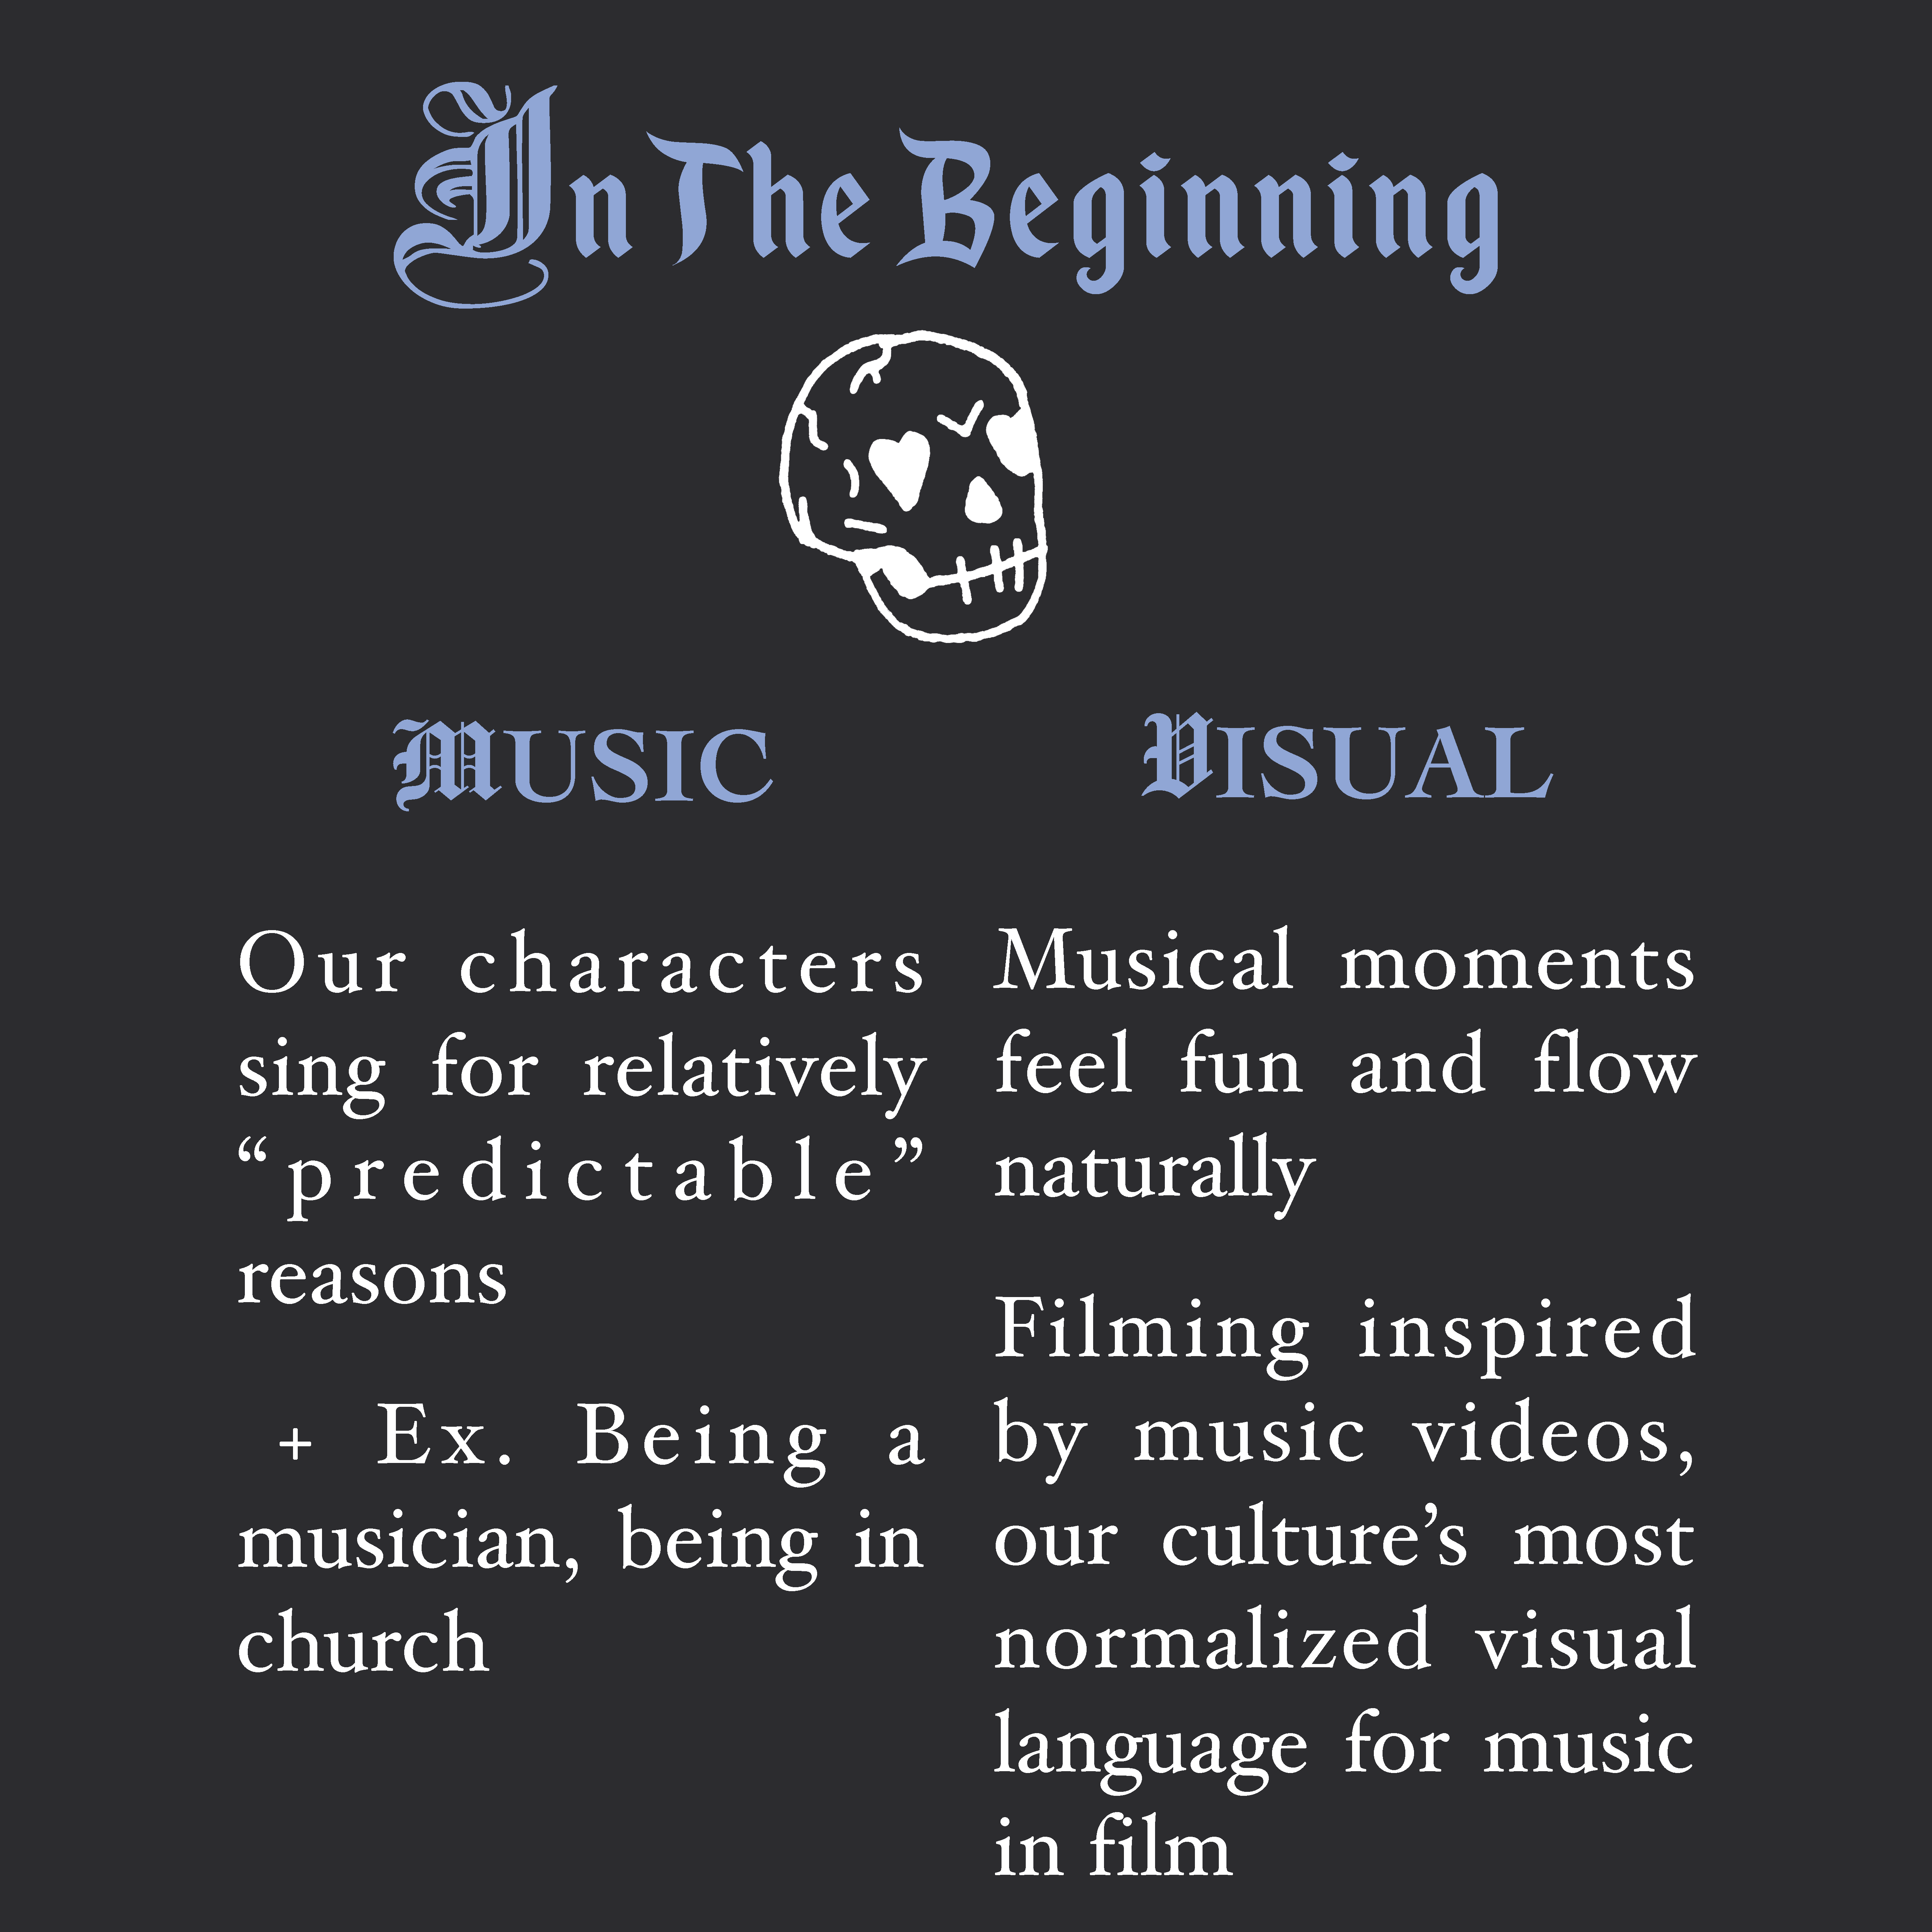 In The Beginning
MUSIC
Our characters
sing for relatively
“predictable”
reasons
+ Ex. Being a
musician, being in
church
VISUAL
Musical moments
feel fun and flow
naturally
Filming inspired
by music videos,
our culture’s most
normalized visual
language for music
in film